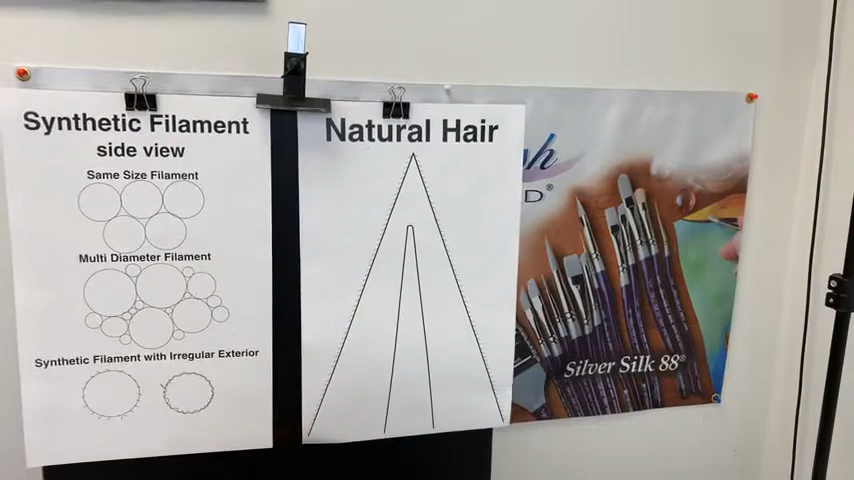 Synthetic Filament
side view
Same Size Filament
Multi Diameter Filament
Synthetic Filament with Irregular Exterior
Natural Hair
Silver Silk 88®